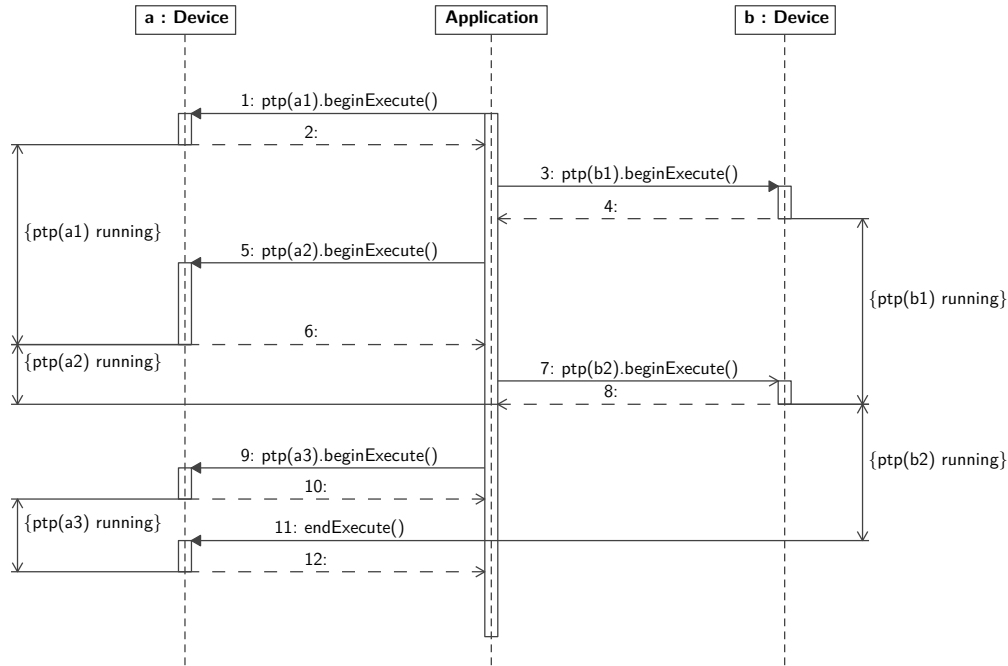 a : Device
Application
b : Device
1: ptp(a1).beginExecute()
2:
3: ptp(b1).beginExecute()
4:
{ptp(a1) running}
5: ptp(a2).beginExecute()
{ptp(b1) running}
6:
{ptp(a2) running}
7: ptp(b2).beginExecute()
8:
9: ptp(a3).beginExecute()
{ptp(b2) running}
10:
{ptp(a3) running}
11: endExecute()
12: